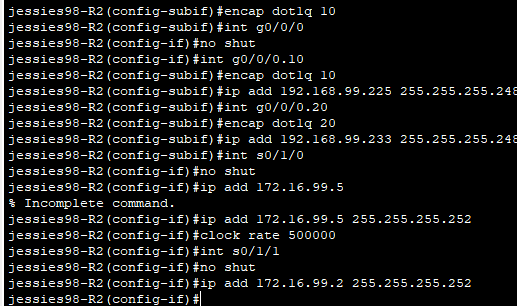 jessies98-R2(config-subif)#encap dot1q 10
jessies98-R2(config-subif)#int g0/0/0
jessies98-R2(config-if)#no shut
jessies98-R2(config-if)#int g0/0/0.10
jessies98-R2(config-subif)#encap dot1q 10
jessies98-R2(config-subif)#ip add 192.168.99.225 255.255.255.248
jessies98-R2(config-subif)#int g0/0/0.20
jessies98-R2(config-subif)#encap dot1q 20
jessies98-R2(config-subif)#ip add 192.168.99.233 255.255.255.248
jessies98-R2(config-subif)#int s0/1/0
jessies98-R2(config-if)#no shut
jessies98-R2(config-if)#ip add 172.16.99.5
% Incomplete command.
jessies98-R2(config-if)#ip add 172.16.99.5 255.255.255.252
jessies98-R2(config-if)#clock rate 500000
jessies98-R2(config-if)#int s0/1/1
jessies98-R2(config-if)#no shut
jessies98-R2(config-if)#ip add 172.16.99.2 255.255.255.252
jessies98-R2(config-if)#